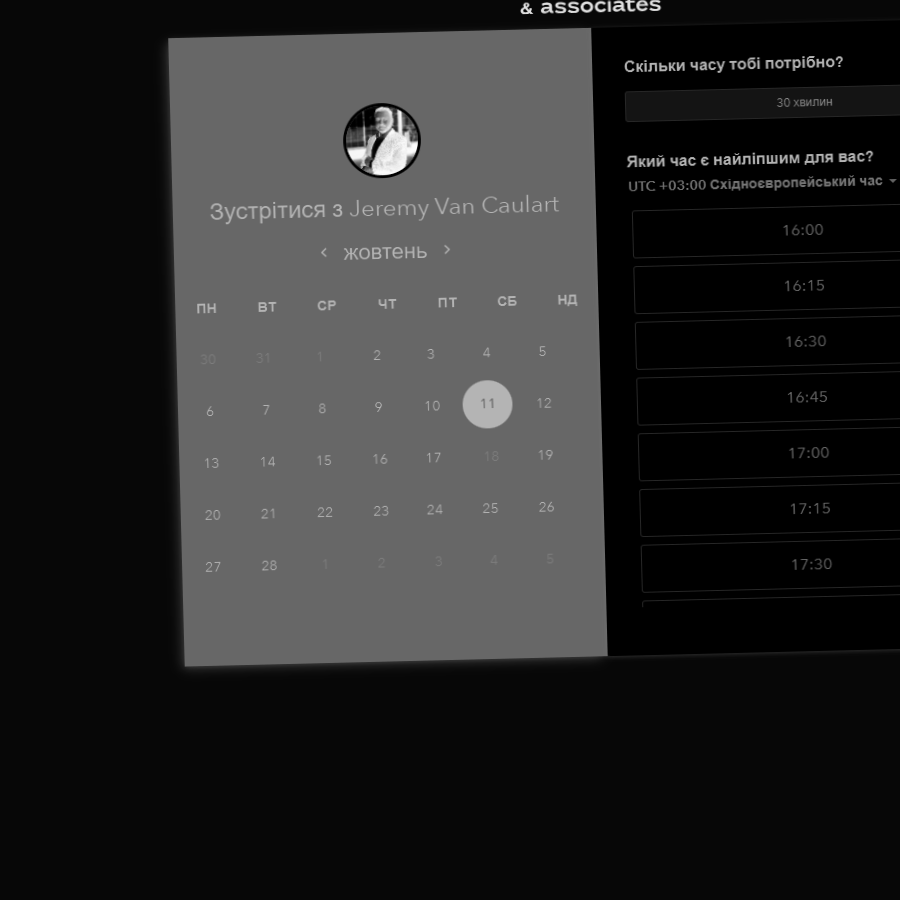 & associates
Зустрітися з Jeremy Van Caulart
‹ жовтень ›
ПН ВТ СР ЧТ ПТ СБ НД
30 31 1 2 3 4 5
6 7 8 9 10 11 12
13 14 15 16 17 18 19
20 21 22 23 24 25 26
27 28 1 2 3 4 5
Скільки часу тобі потрібно?
30 хвилин
Який час є найліпшим для вас?
UTC +03:00 Східноєвропейський час
16:00
16:15
16:30
16:45
17:00
17:15
17:30